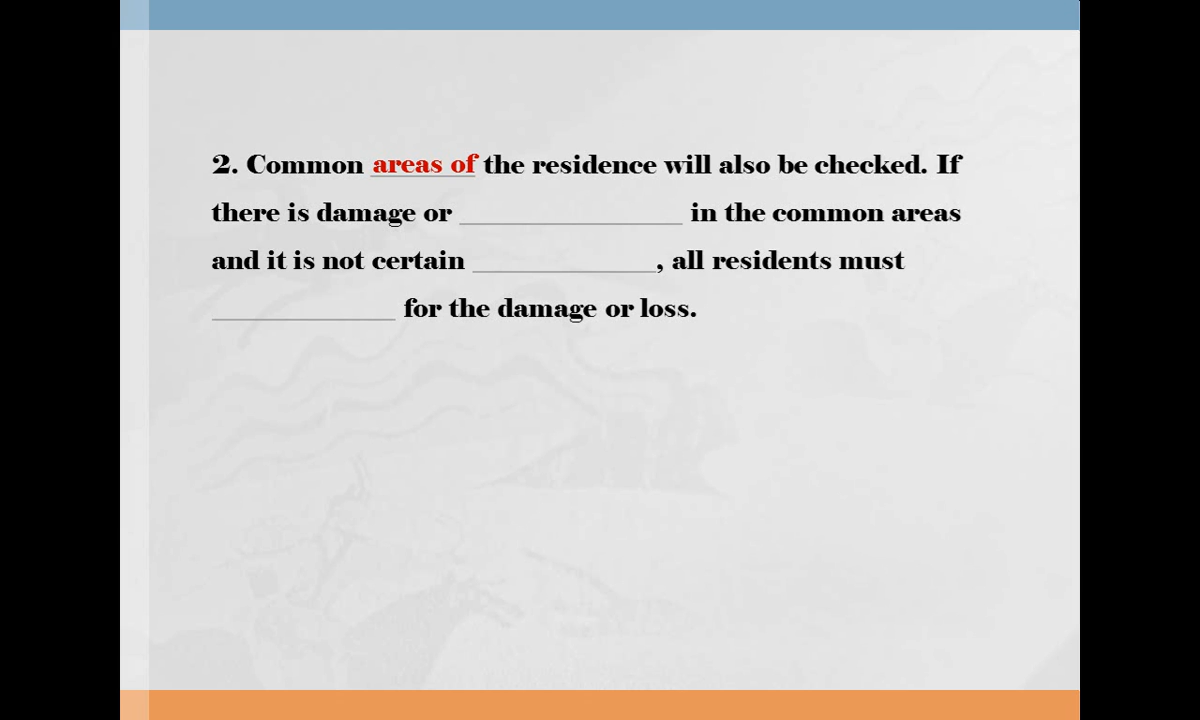 2. Common areas of the residence will also be checked. If
there is damage or ________________ in the common areas
and it is not certain _____________, all residents must
_____________ for the damage or loss.